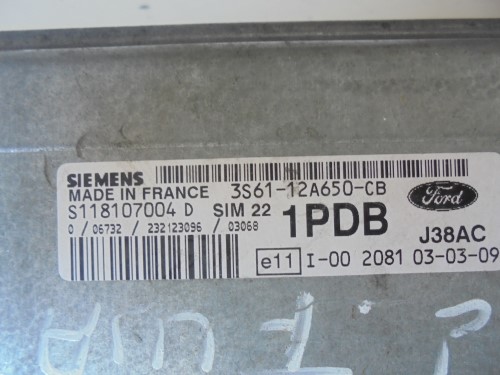 SIEMENS
MADE IN FRANCE 3S61-12A650-CB Ford
S118107004 D SIM 22 1PDB J38AC
0 / 06732 / 232123096 / 03068
e11 I-00 2081 03-03-09